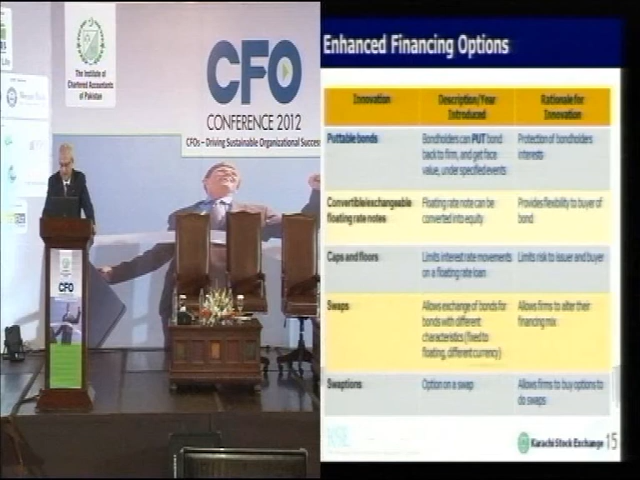 The Institute of
Chartered Accountants
of Pakistan
CFO
CONFERENCE 2012
CFOs – Driving Sustainable Organizational Success
CFO
Enhanced Financing Options
Innovation
Description/Year
Introduced
Rationale for
Innovation
Puttable bonds
Bondholders can PUT bond
back to firm, and get face
value, under specified events
Protection of bondholders
interests
Convertible/exchangeable
floating rate notes
Floating rate note can be
converted into equity
Provides flexibility to buyer of
bond
Caps and floors
Limits interest rate movements
on a floating rate loan
Limits risk to issuer and buyer
Swaps
Allows exchange of bonds for
bonds with different
characteristics (fixed to
floating, different currency)
Allows firms to alter their
financing mix
Swaptions
Option on a swap
Allows firms to buy options to
do swaps
Karachi Stock Exchange 15